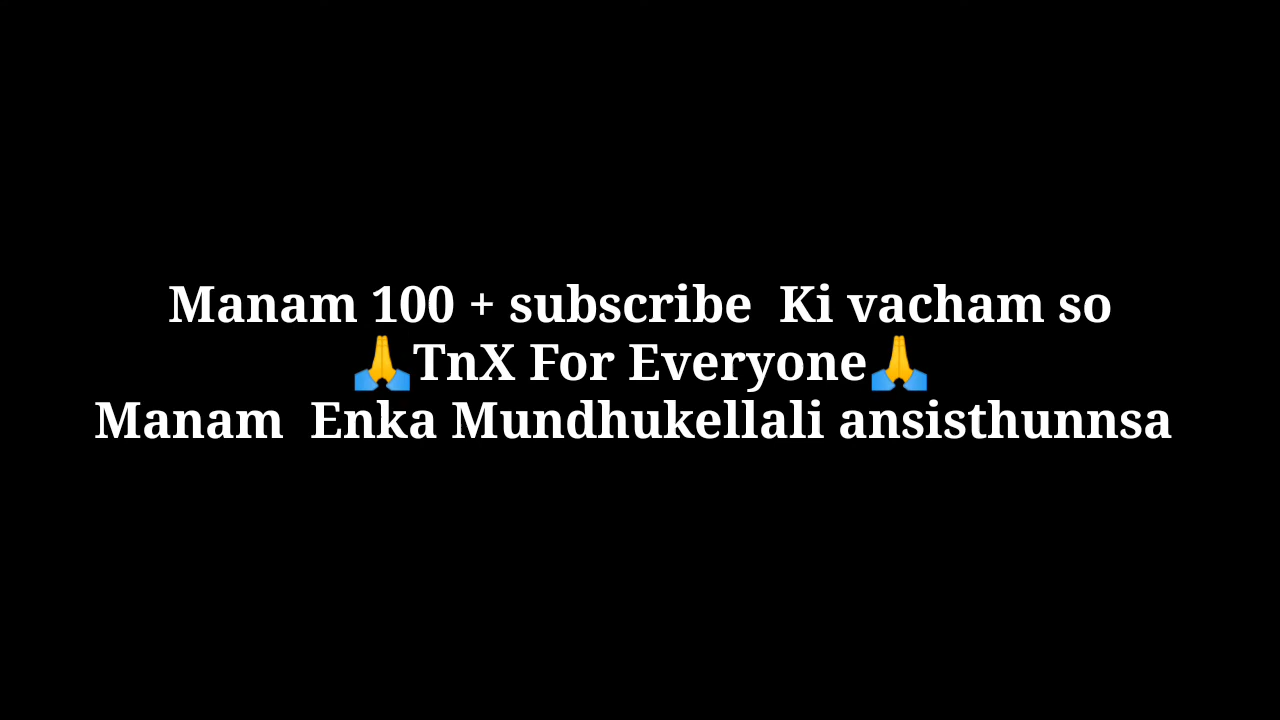 Manam 100 + subscribe  Ki vacham so
🙏TnX For Everyone🙏
Manam  Enka Mundhukellali ansisthunnsa